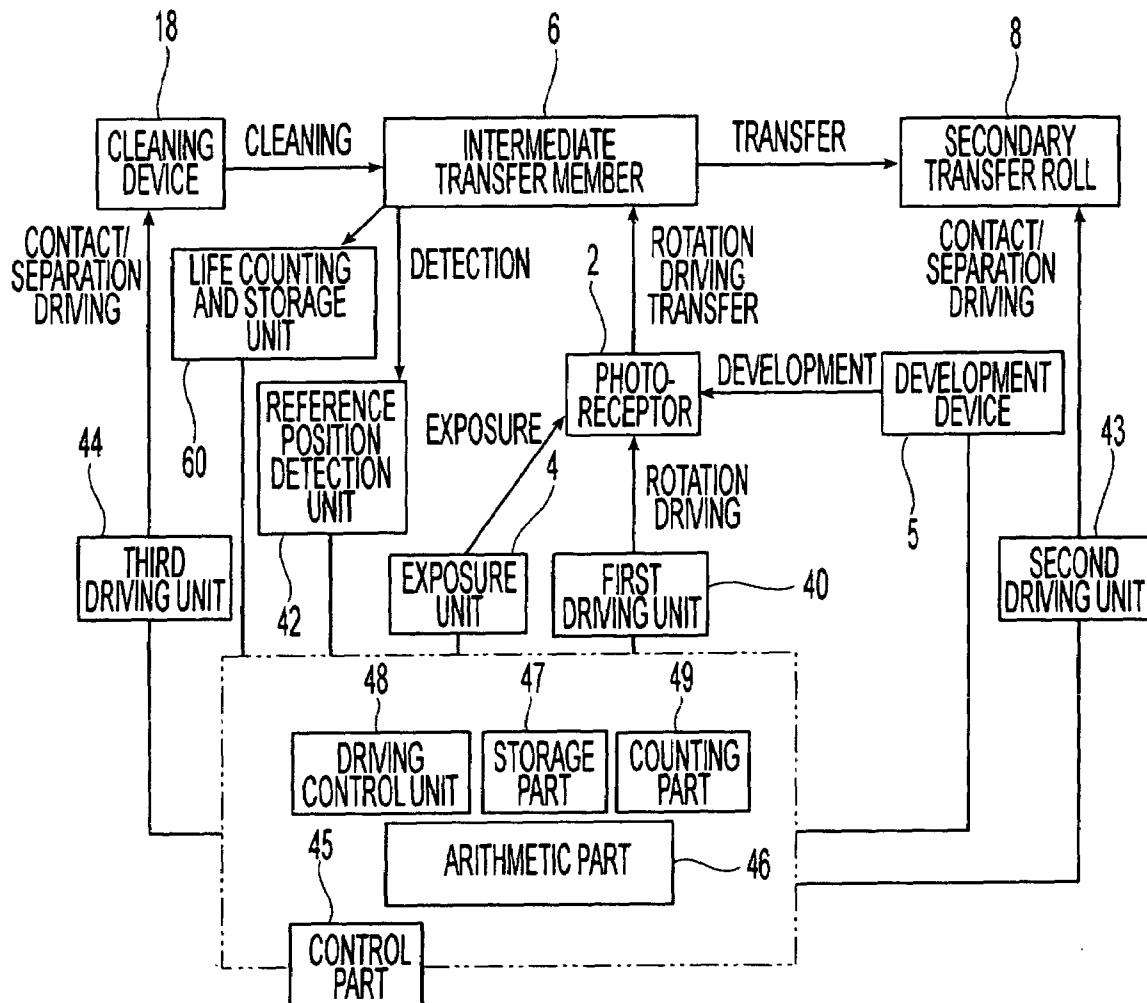 18
6
8
CLEANING
DEVICE
CLEANING
INTERMEDIATE
TRANSFER MEMBER
TRANSFER
SECONDARY
TRANSFER ROLL
CONTACT/
SEPARATION
DRIVING
LIFE COUNTING
AND STORAGE
UNIT
DETECTION
ROTATION
DRIVING
TRANSFER
2
CONTACT/
SEPARATION
DRIVING
PHOTO-
RECEPTOR
DEVELOPMENT
DEVELOPMENT
DEVICE
60
REFERENCE
POSITION
DETECTION
UNIT
EXPOSURE
4
44
43
ROTATION
DRIVING
5
THIRD
DRIVING UNIT
42
EXPOSURE
UNIT
FIRST
DRIVING UNIT
40
SECOND
DRIVING UNIT
48
47
49
DRIVING
CONTROL UNIT
STORAGE
PART
COUNTING
PART
45
ARITHMETIC PART
46
CONTROL
PART